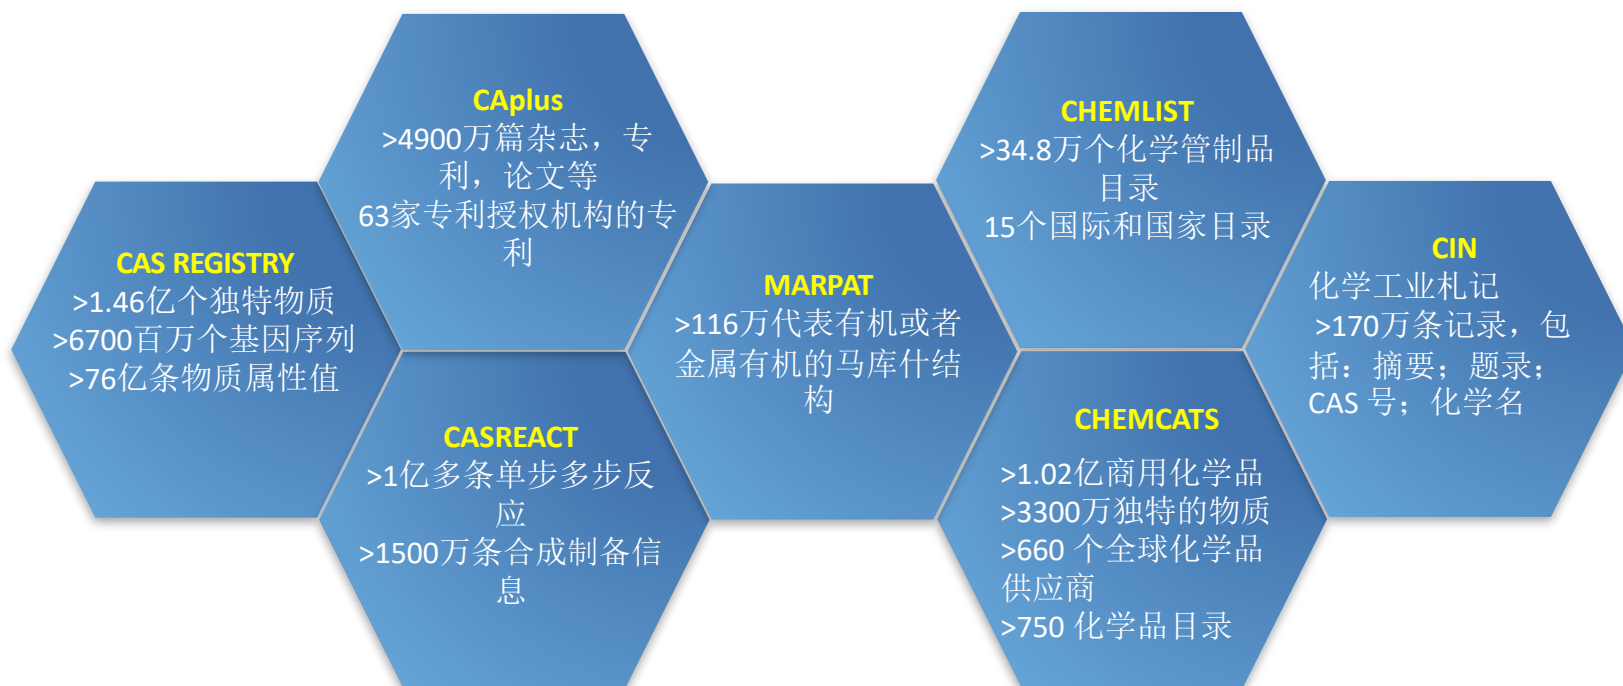 CAS REGISTRY
>1.46亿个独特物质
>6700百万个基因序列
>76亿条物质属性值
CAplus
>4900万篇杂志，专
利，论文等
63家专利授权机构的专
利
CASREACT
>1亿多条单步多步反
应
>1500万条合成制备信
息
MARPAT
>116万代表有机或者
金属有机的马库什结
构
CHEMLIST
>34.8万个化学管制品
目录
15个国际和国家目录
CHEMCATS
>1.02亿商用化学品
>3300万独特的物质
>660 个全球化学品
供应商
>750 化学品目录
CIN
化学工业札记
>170万条记录，包
括：摘要；题录；
CAS 号；化学名